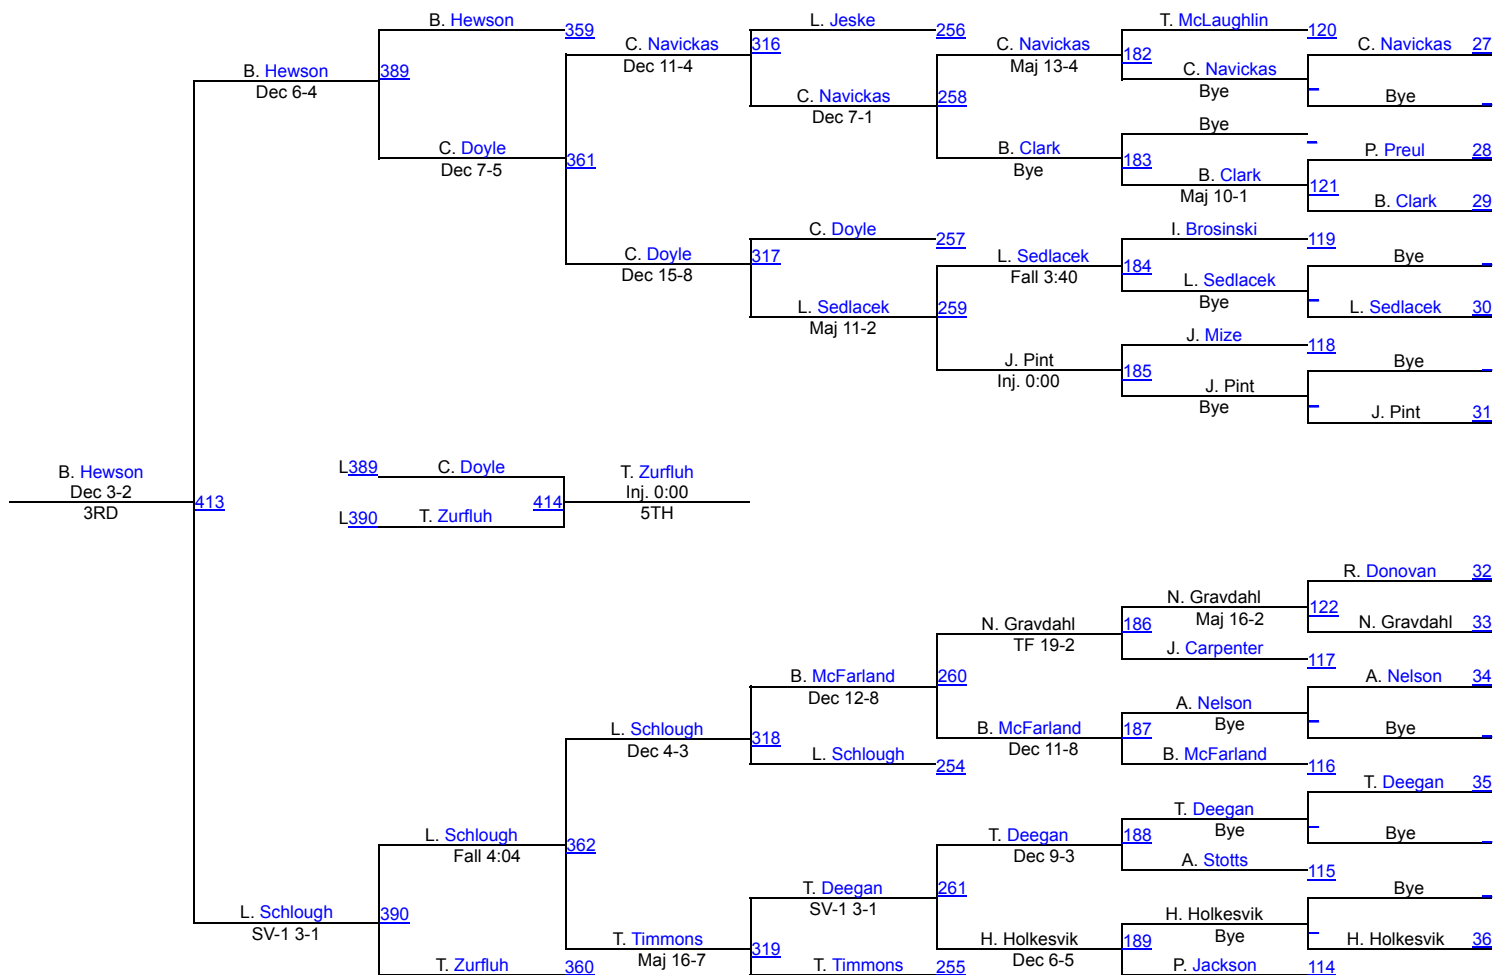 B. Hewson 359 L. Jeske 256 T. McLaughlin 120
C. Navickas 316 C. Navickas 182 C. Navickas 27
Dec 11-4 Maj 13-4
B. Hewson 389 C. Navickas
Dec 6-4 Bye
C. Navickas 258 Bye
Dec 7-1
Bye
C. Doyle 361 B. Clark 183 P. Preul 28
Dec 7-5 Bye
B. Clark 121
Maj 10-1
B. Clark 29
C. Doyle 257 I. Brosinski 119
C. Doyle 317 L. Sedlacek 184 Bye
Dec 15-8 Fall 3:40
L. Sedlacek
Bye
L. Sedlacek 259 L. Sedlacek 30
Maj 11-2
J. Mize 118
J. Pint 185 Bye
Inj. 0:00
J. Pint
Bye
J. Pint 31
B. Hewson L389 C. Doyle T. Zurfluh
Dec 3-2 413 414 Inj. 0:00
3RD L390 T. Zurfluh 5TH
R. Donovan 32
N. Gravdahl 122
Maj 16-2
N. Gravdahl 186 N. Gravdahl 33
TF 19-2
J. Carpenter 117
B. McFarland 260 A. Nelson 34
Dec 12-8
A. Nelson
Bye
L. Schlough 318 B. McFarland 187 Bye
Dec 4-3 Dec 11-8
L. Schlough 254 B. McFarland 116
T. Deegan 35
T. Deegan
Bye
L. Schlough 362 T. Deegan 188 Bye
Fall 4:04 Dec 9-3
A. Stotts 115
T. Deegan 261 Bye
SV-1 3-1
L. Schlough 390 H. Holkesvik
SV-1 3-1 Bye
T. Timmons 319 H. Holkesvik 189 H. Holkesvik 36
Maj 16-7 Dec 6-5
T. Zurfluh 360 T. Timmons 255 P. Jackson 114